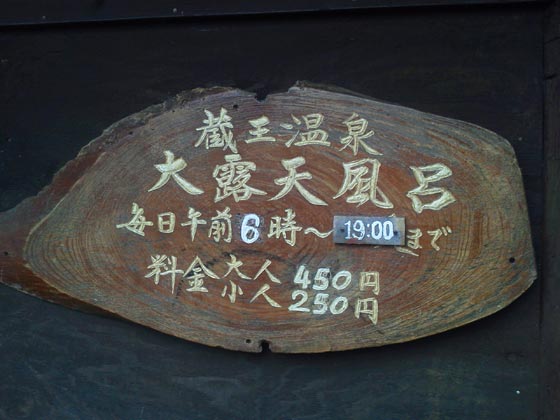 蔵王温泉
大露天風呂
毎日午前6時〜19:00まで
料金大人450円
小人250円